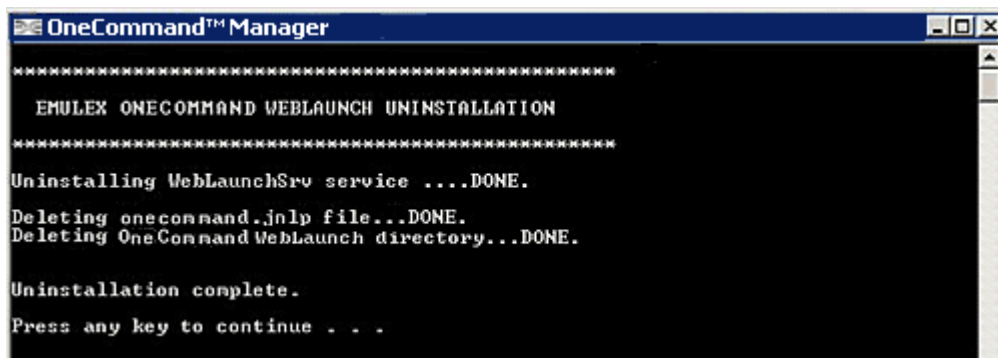 OneCommand™ Manager
**************************************************
EMULEX ONECOMMAND WEBLAUNCH UNINSTALLATION
**************************************************
Uninstalling WebLaunchSrv service ....DONE.
Deleting onecommand.jnlp file...DONE.
Deleting OneCommand WebLaunch directory...DONE.
Uninstallation complete.
Press any key to continue . . .